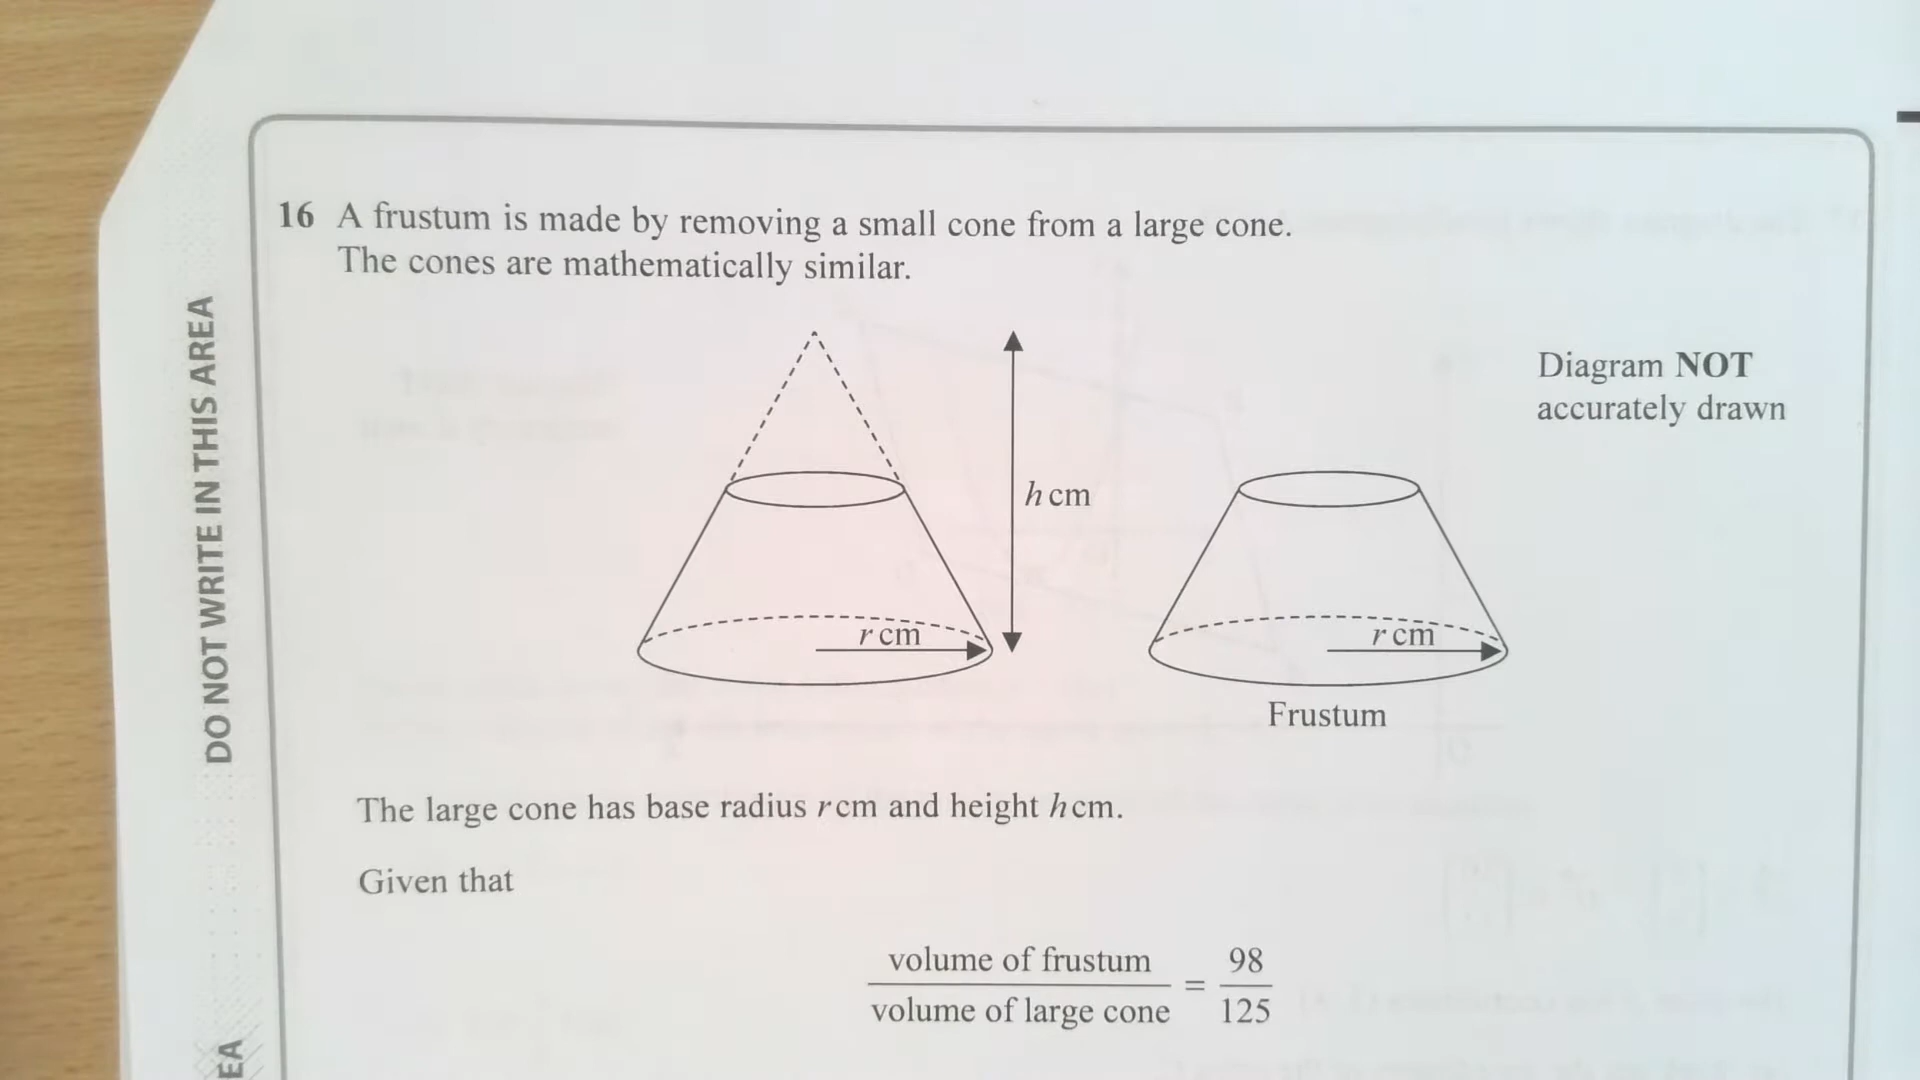 16 A frustum is made by removing a small cone from a large cone.
The cones are mathematically similar.
Diagram NOT
accurately drawn
h cm
r cm
r cm
Frustum
The large cone has base radius r cm and height h cm.
Given that
volume of frustum
volume of large cone
=
98
125
DO NOT WRITE IN THIS AREA
EA